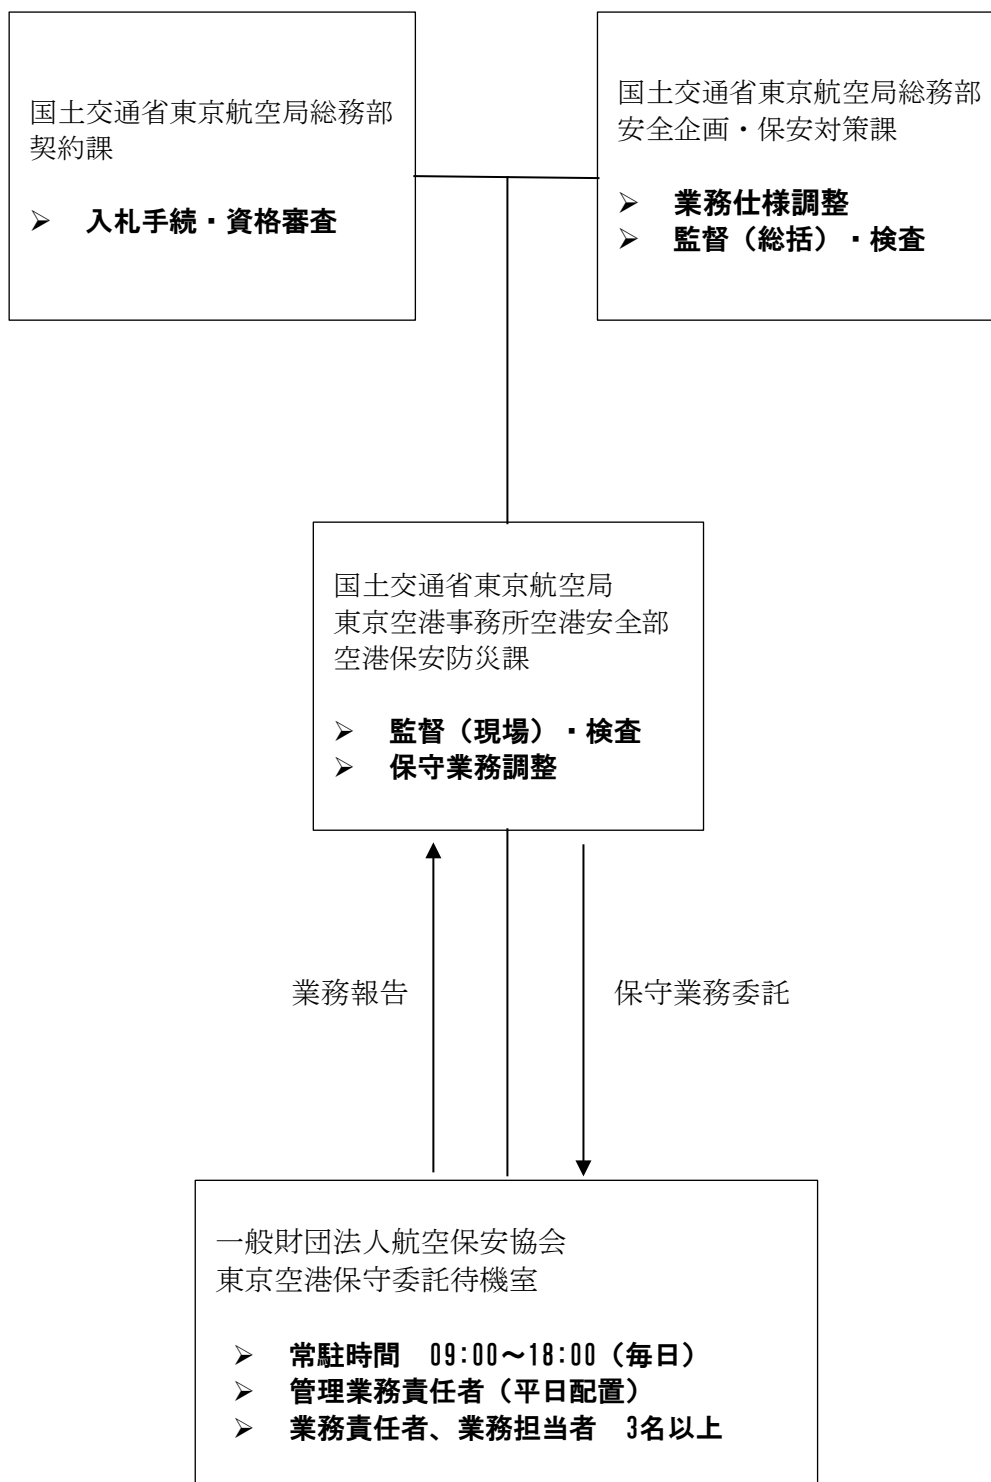 国土交通省東京航空局総務部
契約課
➢ 入札手続・資格審査
国土交通省東京航空局総務部
安全企画・保安対策課
➢ 業務仕様調整
➢ 監督（総括）・検査
国土交通省東京航空局
東京空港事務所空港安全部
空港保安防災課
➢ 監督（現場）・検査
➢ 保守業務調整
業務報告
保守業務委託
一般財団法人航空保安協会
東京空港保守委託待機室
➢ 常駐時間　09:00～18:00（毎日）
➢ 管理業務責任者（平日配置）
➢ 業務責任者、業務担当者　3名以上